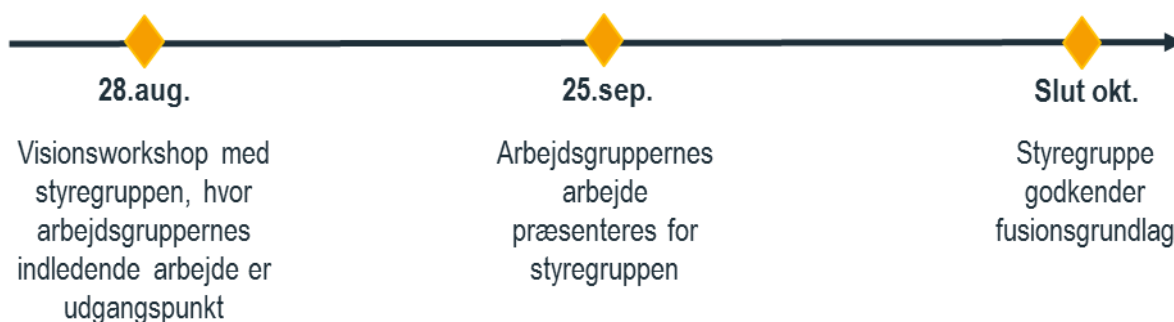 28.aug.
Visionsworkshop med
styregruppen, hvor
arbejdsgruppernes
indledende arbejde er
udgangspunkt
25.sep.
Arbejdsgruppernes
arbejde
præsenteres for
styregruppen
Slut okt.
Styregruppe
godkender
fusionsgrundlag